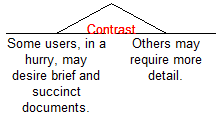 Contrast
Some users, in a
hurry, may
desire brief and
succinct
documents.
Others may
require more
detail.